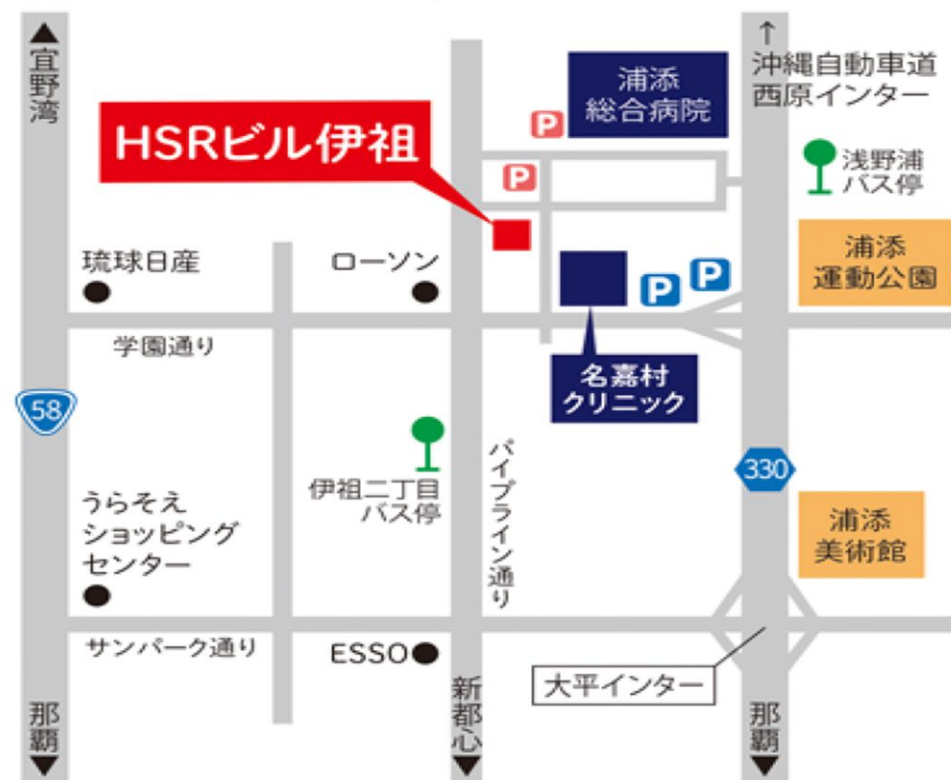 宜野湾
↑
沖縄自動車道
西原インター
浦添
総合病院
HSRビル伊祖
P
P
浅野浦
バス停
琉球日産
ローソン
P
P
浦添
運動公園
学園通り
名嘉村
クリニック
58
伊祖二丁目
バス停
パイプライン通り
330
うらそえ
ショッピング
センター
浦添
美術館
サンパーク通り
ESSO
大平インター
那覇
新都心
那覇